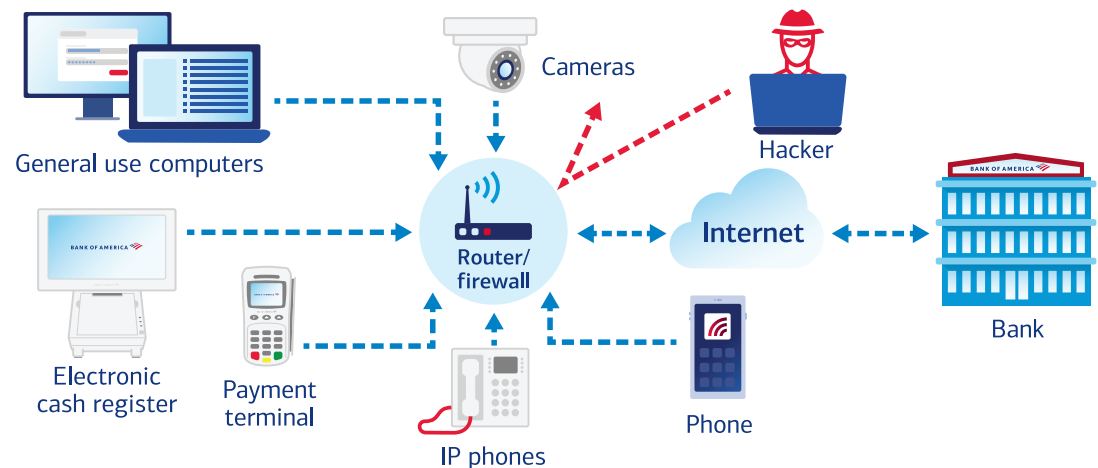 Cameras
General use computers
Hacker
BANK OF AMERICA
Router/
firewall
Internet
BANK OF AMERICA
Bank
Electronic
cash register
Payment
terminal
IP phones
Phone